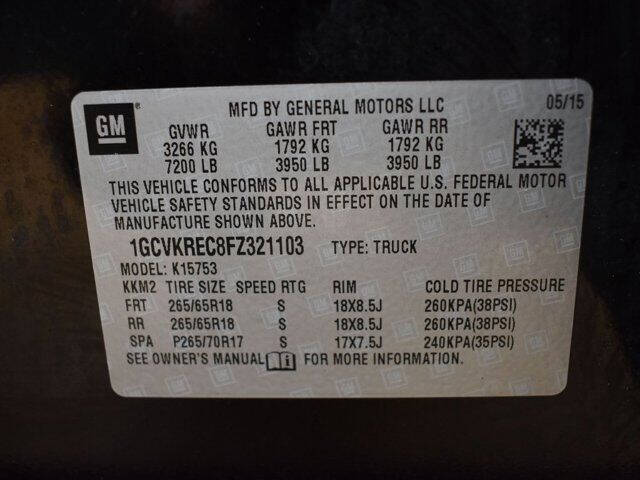 MFD BY GENERAL MOTORS LLC 05/15
GM ®
GVWR GAWR FRT GAWR RR
3266 KG 1792 KG 1792 KG
7200 LB 3950 LB 3950 LB
THIS VEHICLE CONFORMS TO ALL APPLICABLE U.S. FEDERAL MOTOR
VEHICLE SAFETY STANDARDS IN EFFECT ON THE DATE OF
MANUFACTURE SHOWN ABOVE.
1GCVKREC8FZ321103 TYPE: TRUCK
MODEL: K15753
KKM2 TIRE SIZE SPEED RTG RIM COLD TIRE PRESSURE
FRT 265/65R18 S 18X8.5J 260KPA(38PSI)
RR 265/65R18 S 18X8.5J 260KPA(38PSI)
SPA P265/70R17 S 17X7.5J 240KPA(35PSI)
SEE OWNER'S MANUAL FOR MORE INFORMATION.